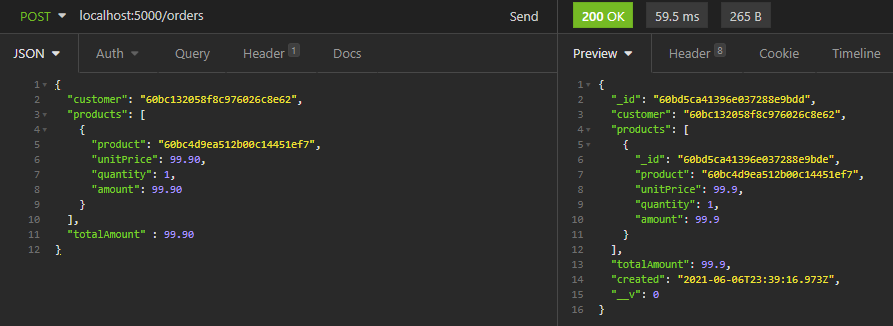 POST localhost:5000/orders Send 200 OK 59.5 ms 265 B
JSON Auth Query Header 1 Docs Preview Header 8 Cookie Timeline
1 {
2 "customer": "60bc132058f8c976026c8e62",
3 "products": [
4 {
5 "product": "60bc4d9ea512b00c14451ef7",
6 "unitPrice": 99.90,
7 "quantity": 1,
8 "amount": 99.90
9 }
10 ],
11 "totalAmount" : 99.90
12 }
1 {
2 "_id": "60bd5ca41396e037288e9bdd",
3 "customer": "60bc132058f8c976026c8e62",
4 "products": [
5 {
6 "_id": "60bd5ca41396e037288e9bde",
7 "product": "60bc4d9ea512b00c14451ef7",
8 "unitPrice": 99.9,
9 "quantity": 1,
10 "amount": 99.9
11 }
12 ],
13 "totalAmount": 99.9,
14 "created": "2021-06-06T23:39:16.973Z",
15 "__v": 0
16 }